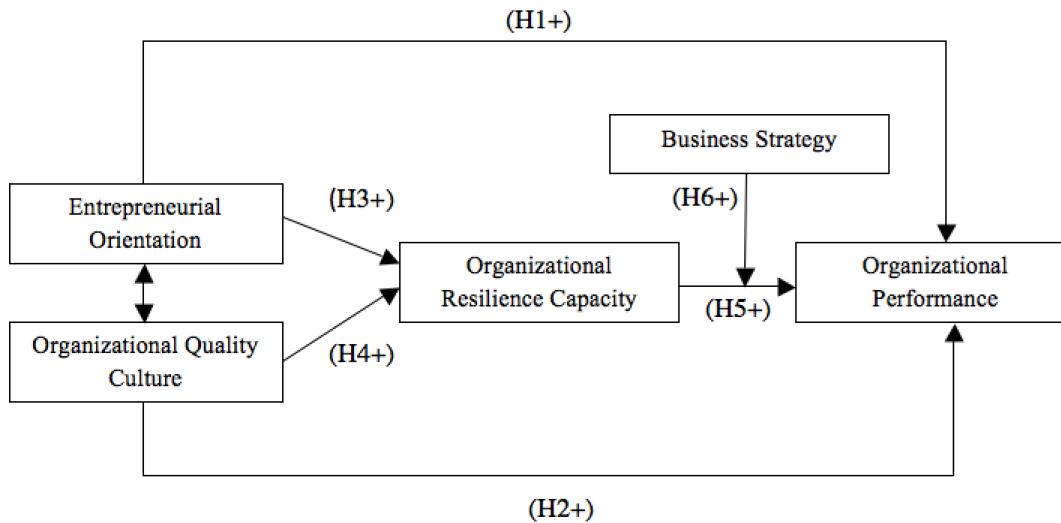 (H1+)
Business Strategy
(H6+)
Entrepreneurial
Orientation
(H3+)
Organizational
Resilience Capacity
(H5+)
Organizational
Performance
Organizational Quality
Culture
(H4+)
(H2+)